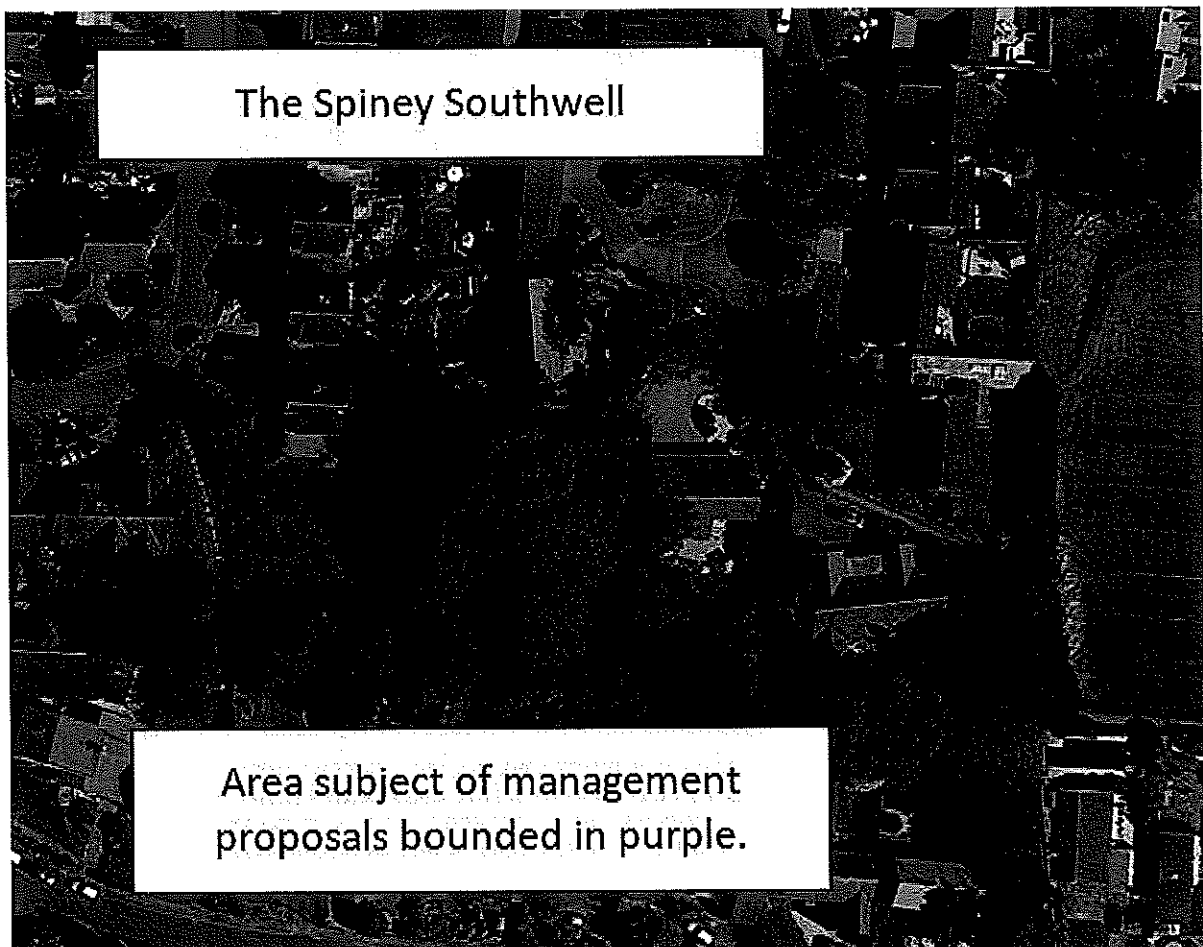 The Spiney Southwell
Area subject of management
proposals bounded in purple.